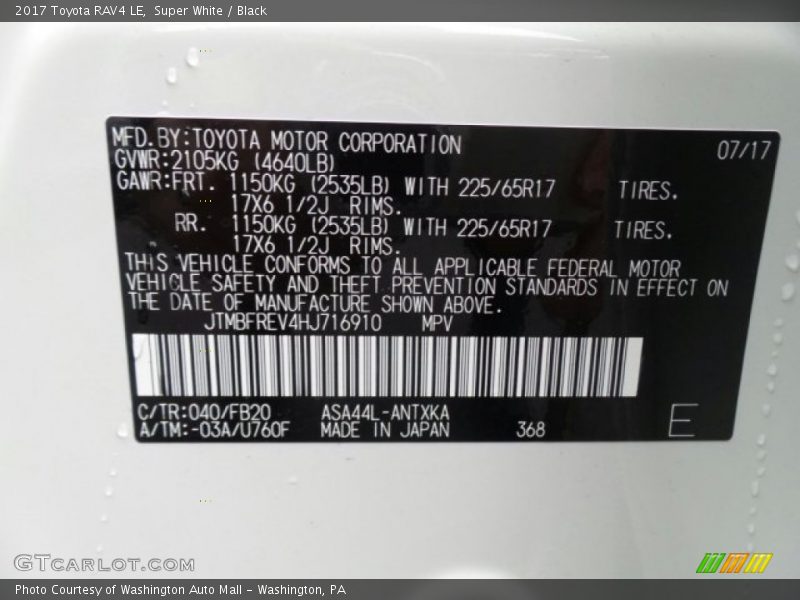 2017 Toyota RAV4 LE, Super White / Black
MFD.BY:TOYOTA MOTOR CORPORATION 07/17
GVWR:2105KG (4640LB)
GAWR:FRT. 1150KG (2535LB) WITH 225/65R17 TIRES.
17X6 1/2J RIMS.
RR. 1150KG (2535LB) WITH 225/65R17 TIRES.
17X6 1/2J RIMS.
THIS VEHICLE CONFORMS TO ALL APPLICABLE FEDERAL MOTOR
VEHICLE SAFETY AND THEFT PREVENTION STANDARDS IN EFFECT ON
THE DATE OF MANUFACTURE SHOWN ABOVE.
JTMBFREV4HJ716910 MPV
C/TR:040/FB20 ASA44L-ANTXKA
A/TM:-03A/U760F MADE IN JAPAN 368 E
GTCARLOT.COM
Photo Courtesy of Washington Auto Mall - Washington, PA